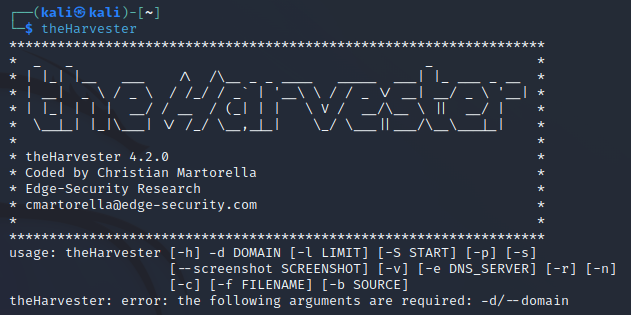 ┌──(kali㉿kali)-[~]
└─$ theHarvester
*******************************************************************
theHarvester
* theHarvester 4.2.0 *
* Coded by Christian Martorella *
* Edge-Security Research *
* cmartorella@edge-security.com *
* *
*******************************************************************
usage: theHarvester [-h] -d DOMAIN [-l LIMIT] [-S START] [-p] [-s]
[--screenshot SCREENSHOT] [-v] [-e DNS_SERVER] [-r] [-n]
[-c] [-f FILENAME] [-b SOURCE]
theHarvester: error: the following arguments are required: -d/--domain